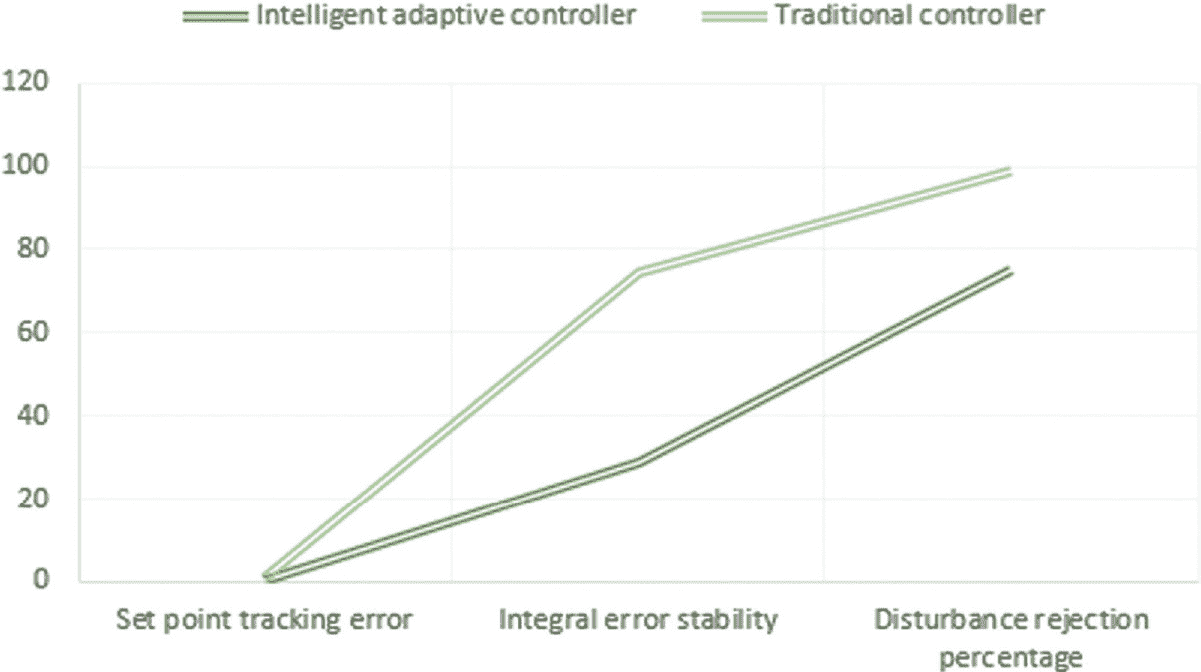 Intelligent adaptive controller Traditional controller
120
100
80
60
40
20
0
Set point tracking error Integral error stability Disturbance rejection
percentage